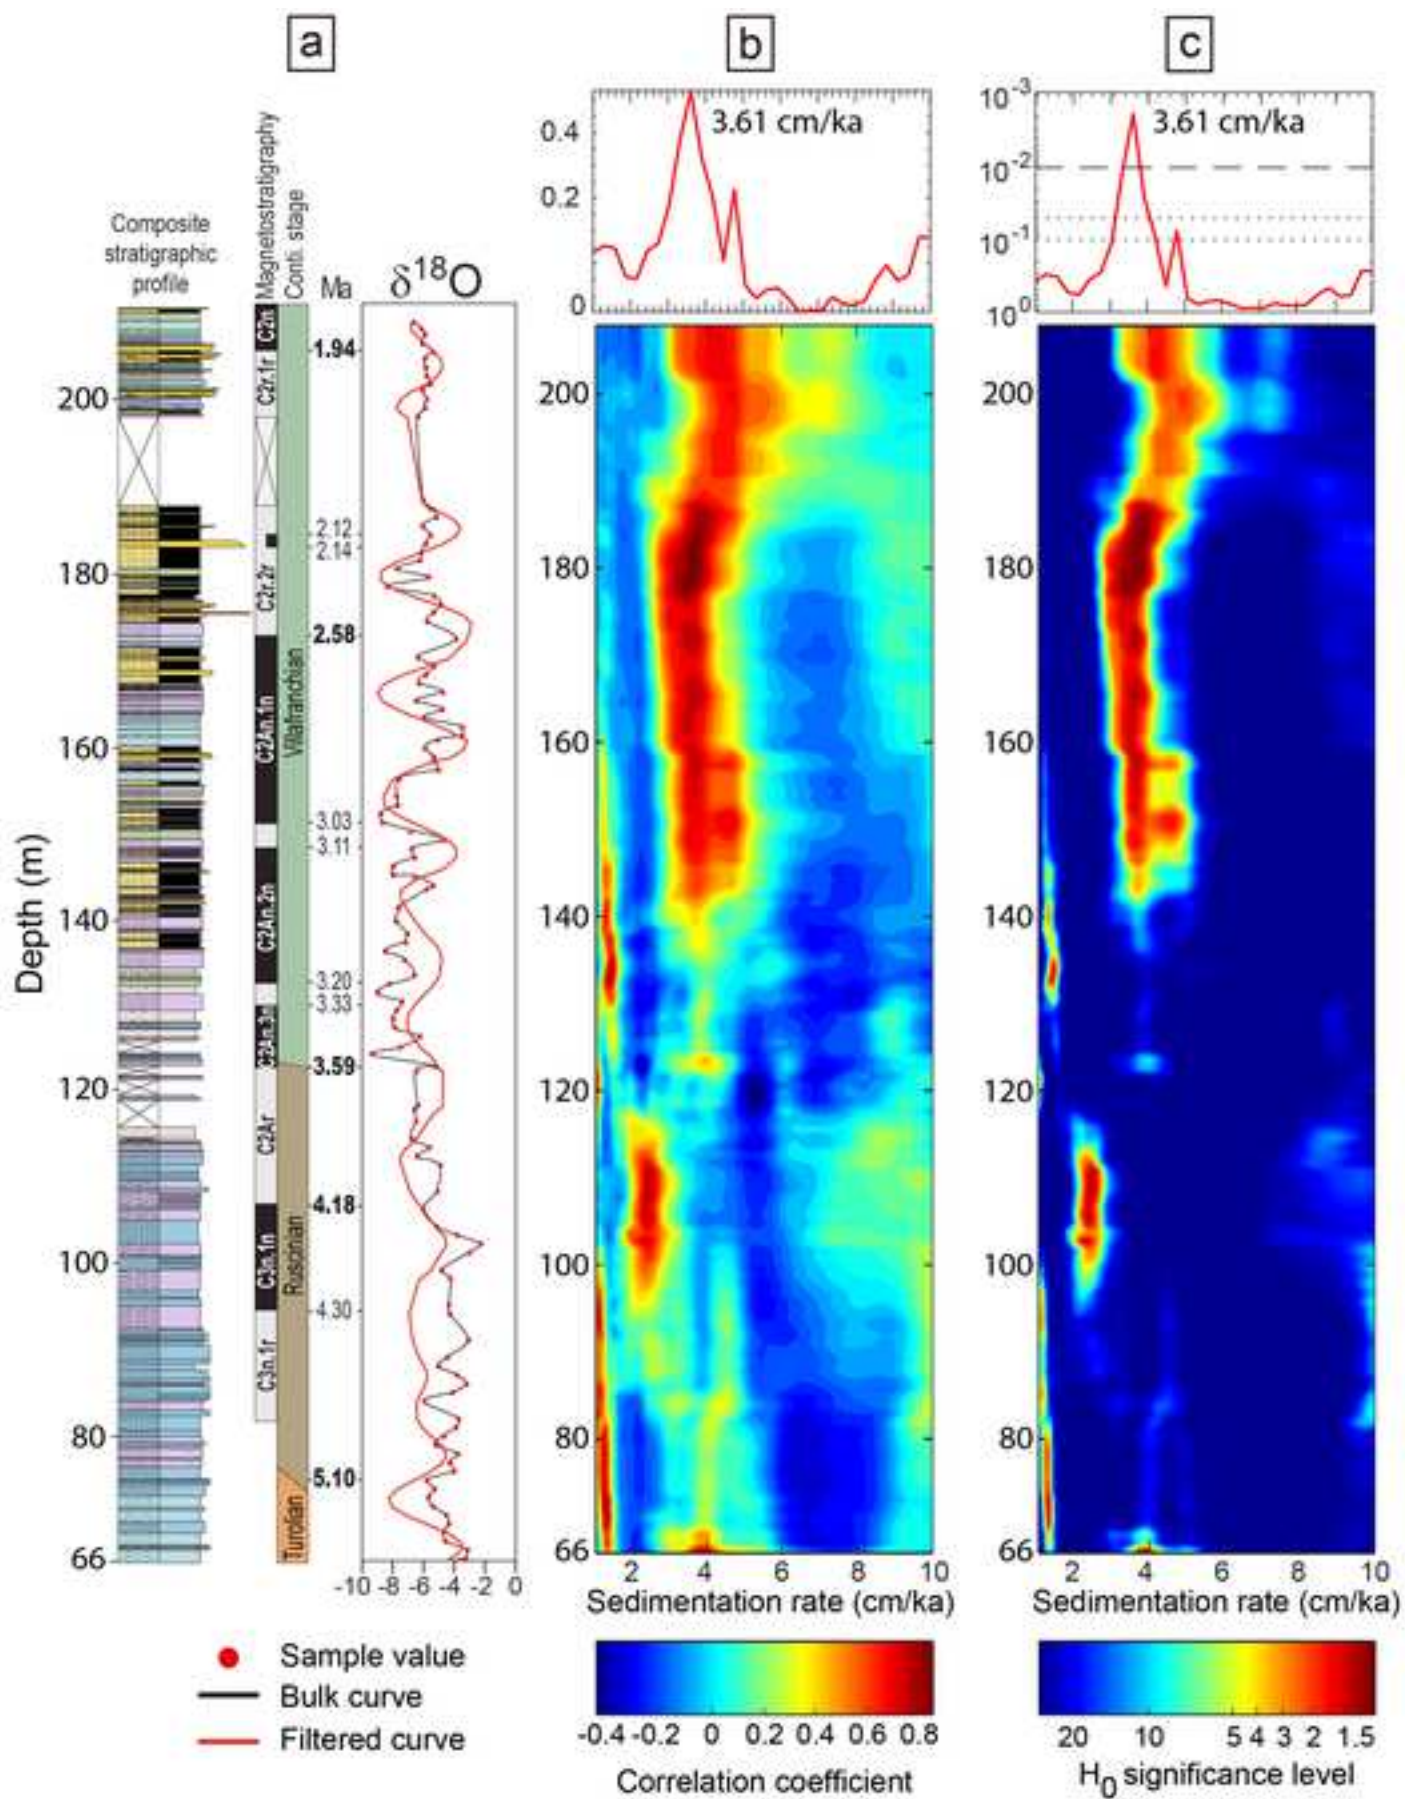 a
b
c
Composite
stratigraphic
profile
Magnetostratigraphy
Conti. stage
Ma
δ18O
Depth (m)
200
180
160
140
120
100
80
66
C2n
C2r.1r
C2r.2r
C2An.1n
C2An.2n
C2An.3n
C2Ar
C3n.1n
C3n.1r
Villafranchian
Ruscinian
Turolian
1.94
2.12
2.14
2.58
3.03
3.11
3.20
3.33
3.59
4.18
4.30
5.10
-10 -8 -6 -4 -2 0
Sample value
Bulk curve
Filtered curve
3.61 cm/ka
0.4
0.2
0
200
180
160
140
120
100
80
66
2 4 6 8 10
Sedimentation rate (cm/ka)
-0.4 -0.2 0 0.2 0.4 0.6 0.8
Correlation coefficient
3.61 cm/ka
10-3
10-2
10-1
100
200
180
160
140
120
100
80
66
2 4 6 8 10
Sedimentation rate (cm/ka)
20 10 5 4 3 2 1.5
H0 significance level